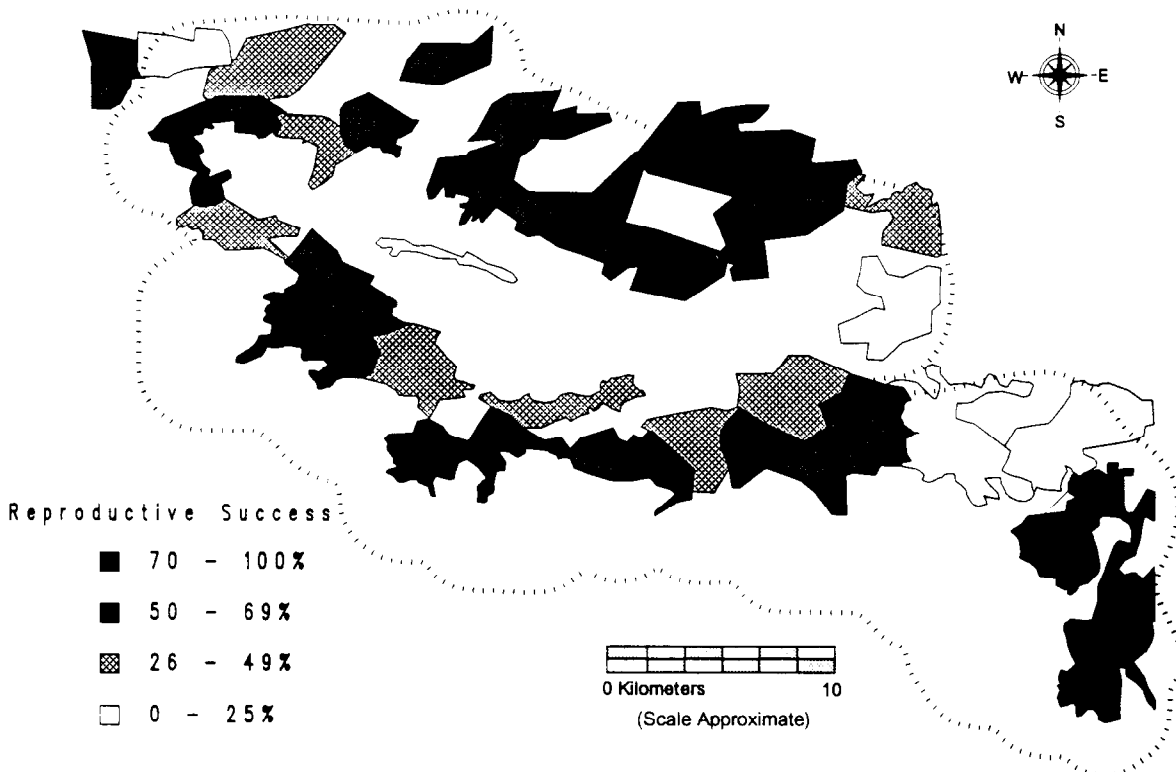 N
W E
S
Reproductive Success
70 - 100%
50 - 69%
26 - 49%
0 - 25%
0 Kilometers 10
(Scale Approximate)